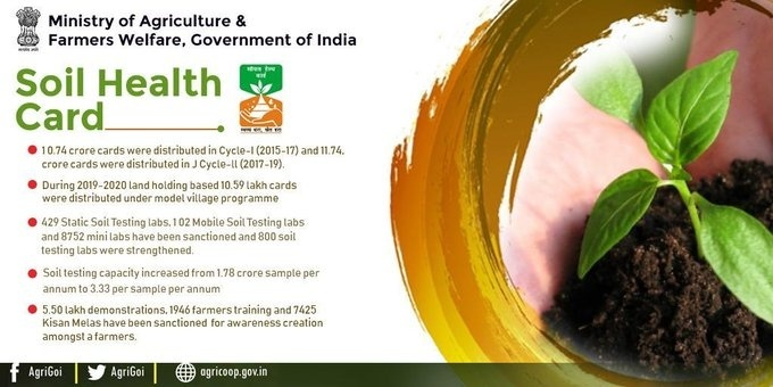 Ministry of Agriculture &
Farmers Welfare, Government of India
Soil Health
Card
1 0.74 crore cards were distributed in Cycle-I (2015-17) and 11.74.
crore cards were distributed in J Cycle-ll (2017-19).
During 2019-2020 land holding based 10.59 lakh cards
were distributed under model village programme
429 Static Soil Testing labs, 1 02 Mobile Soil Testing labs
and 8752 mini labs have been sanctioned and 800 soil
testing labs were strengthened.
Soil testing capacity increased from 1.78 crore sample per
annum to 3.33 per sample per annum
5.50 lakh demonstrations, 1946 farmers training and 7425
Kisan Melas have been sanctioned for awareness creation
amongst a farmers.
AgriGoi
AgriGoi
agricoop.gov.in